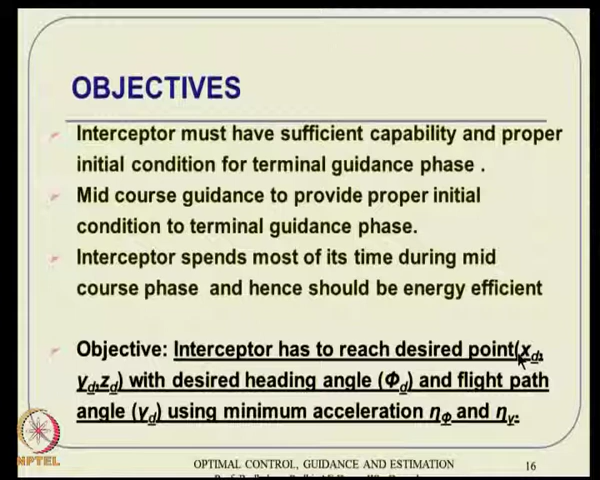 OBJECTIVES
Interceptor must have sufficient capability and proper
initial condition for terminal guidance phase .
Mid course guidance to provide proper initial
condition to terminal guidance phase.
Interceptor spends most of its time during mid
course phase and hence should be energy efficient
Objective: Interceptor has to reach desired point(x_d,
y_d,z_d) with desired heading angle (Φ_d) and flight path
angle (γ_d) using minimum acceleration η_Φ and η_γ.
NPTEL
OPTIMAL CONTROL, GUIDANCE AND ESTIMATION
16